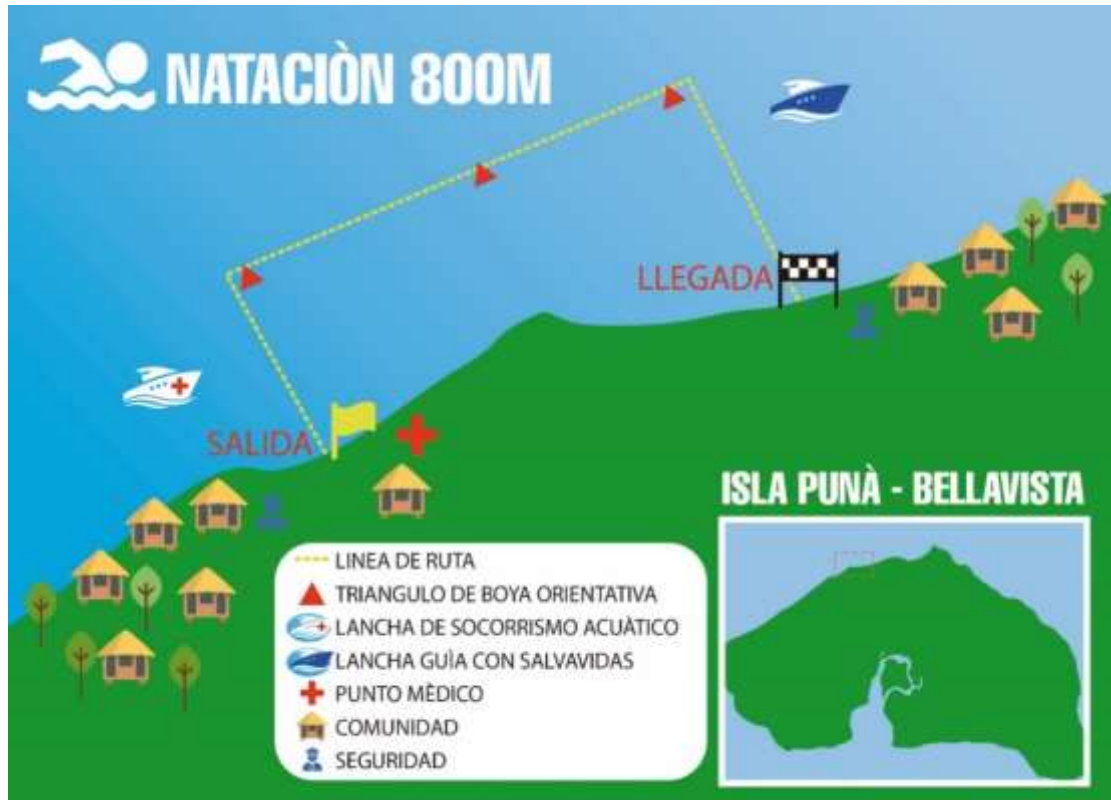 NATACIÒN 800M
LLEGADA
SALIDA
ISLA PUNÀ - BELLAVISTA
LINEA DE RUTA
TRIANGULO DE BOYA ORIENTATIVA
LANCHA DE SOCORRISMO ACUÀTICO
LANCHA GUÌA CON SALVAVIDAS
PUNTO MÈDICO
COMUNIDAD
SEGURIDAD